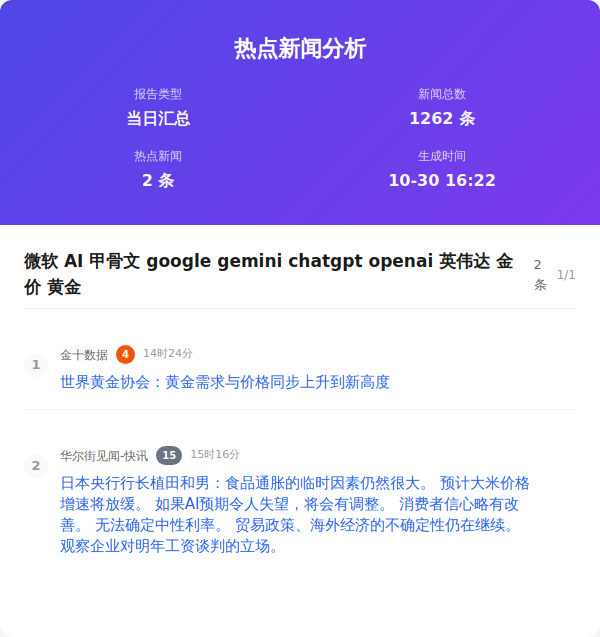 热点新闻分析
报告类型
新闻总数
当日汇总
1262 条
热点新闻
生成时间
2 条
10-30 16:22
微软 AI 甲骨文 google gemini chatgpt openai 英伟达 金
价 黄金
2
条
1/1
1
金十数据 4 14时24分
世界黄金协会：黄金需求与价格同步上升到新高度
2
华尔街见闻-快讯 15 15时16分
日本央行行长植田和男：食品通胀的临时因素仍然很大。 预计大米价格
增速将放缓。 如果AI预期令人失望，将会有调整。 消费者信心略有改
善。 无法确定中性利率。 贸易政策、海外经济的不确定性仍在继续。
观察企业对明年工资谈判的立场。